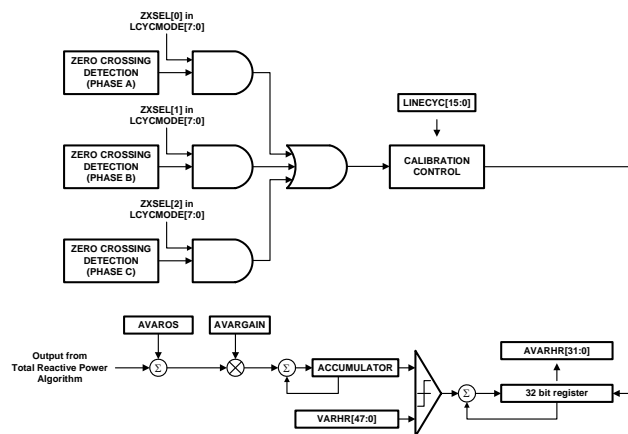 ZXSEL[0] in
LCYCMODE[7:0]
ZERO CROSSING
DETECTION
(PHASE A)
ZXSEL[1] in
LCYCMODE[7:0]
ZERO CROSSING
DETECTION
(PHASE B)
ZXSEL[2] in
LCYCMODE[7:0]
ZERO CROSSING
DETECTION
(PHASE C)
LINECYC[15:0]
CALIBRATION
CONTROL
AVAROS
AVARGAIN
Output from
Total Reactive Power
Algorithm
Σ
Σ
ACCUMULATOR
VARHR[47:0]
Σ
AVARHR[31:0]
32 bit register